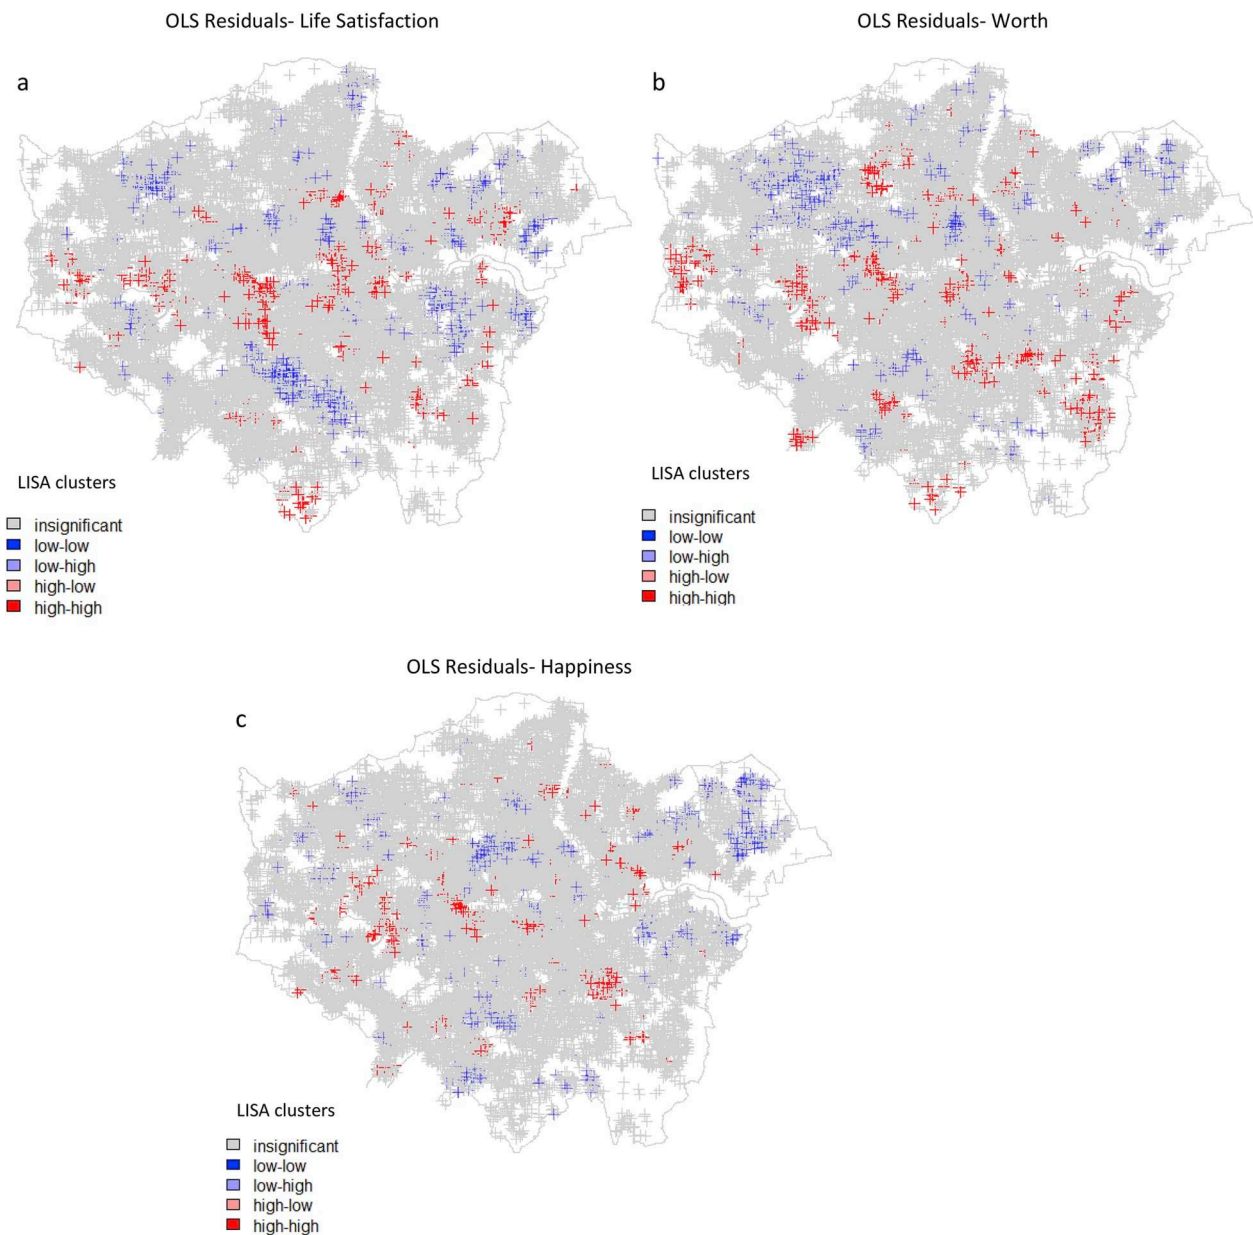 OLS Residuals- Life Satisfaction
a
LISA clusters
insignificant
low-low
low-high
high-low
high-high
OLS Residuals- Worth
b
LISA clusters
insignificant
low-low
low-high
high-low
high-high
OLS Residuals- Happiness
c
LISA clusters
insignificant
low-low
low-high
high-low
high-high